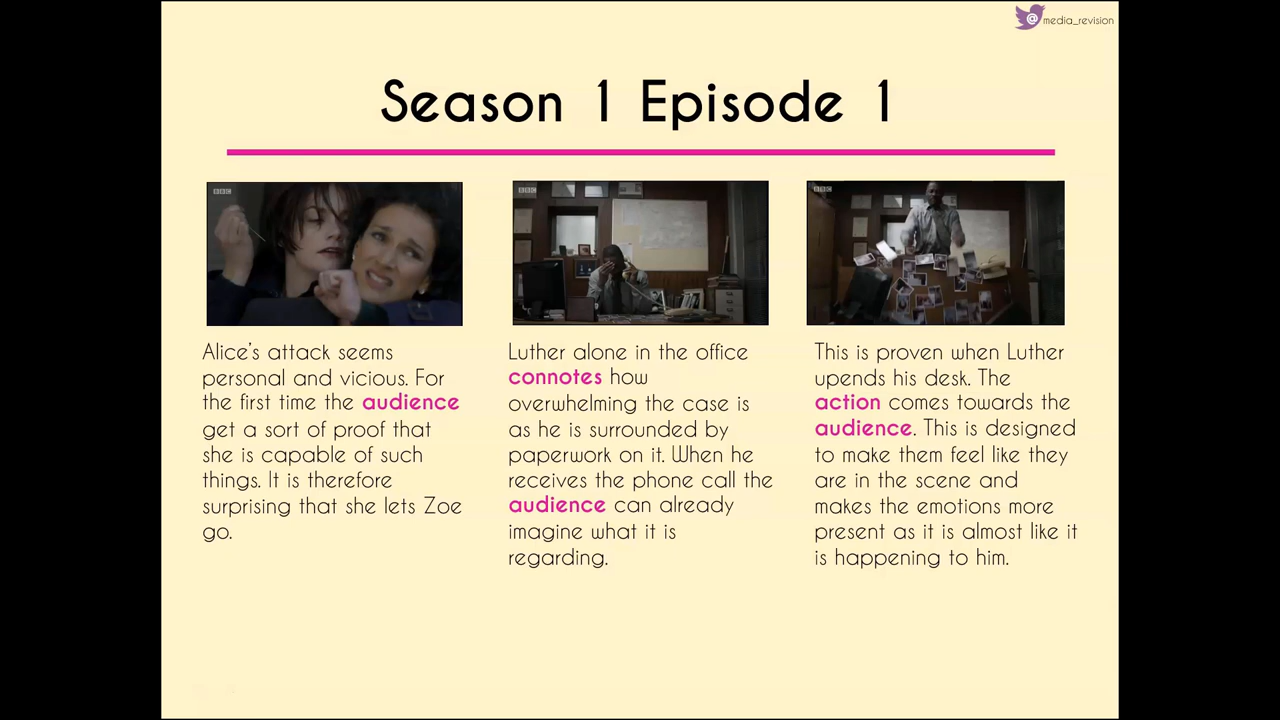 @media_revision
Season 1 Episode 1
BBC
BBC
BBC
Alice's attack seems
personal and vicious. For
the first time the audience
get a sort of proof that
she is capable of such
things. It is therefore
surprising that she lets Zoe
go.
Luther alone in the office
connotes how
overwhelming the case is
as he is surrounded by
paperwork on it. When he
receives the phone call the
audience can already
imagine what it is
regarding.
This is proven when Luther
upends his desk. The
action comes towards the
audience. This is designed
to make them feel like they
are in the scene and
makes the emotions more
present as it is almost like it
is happening to him.